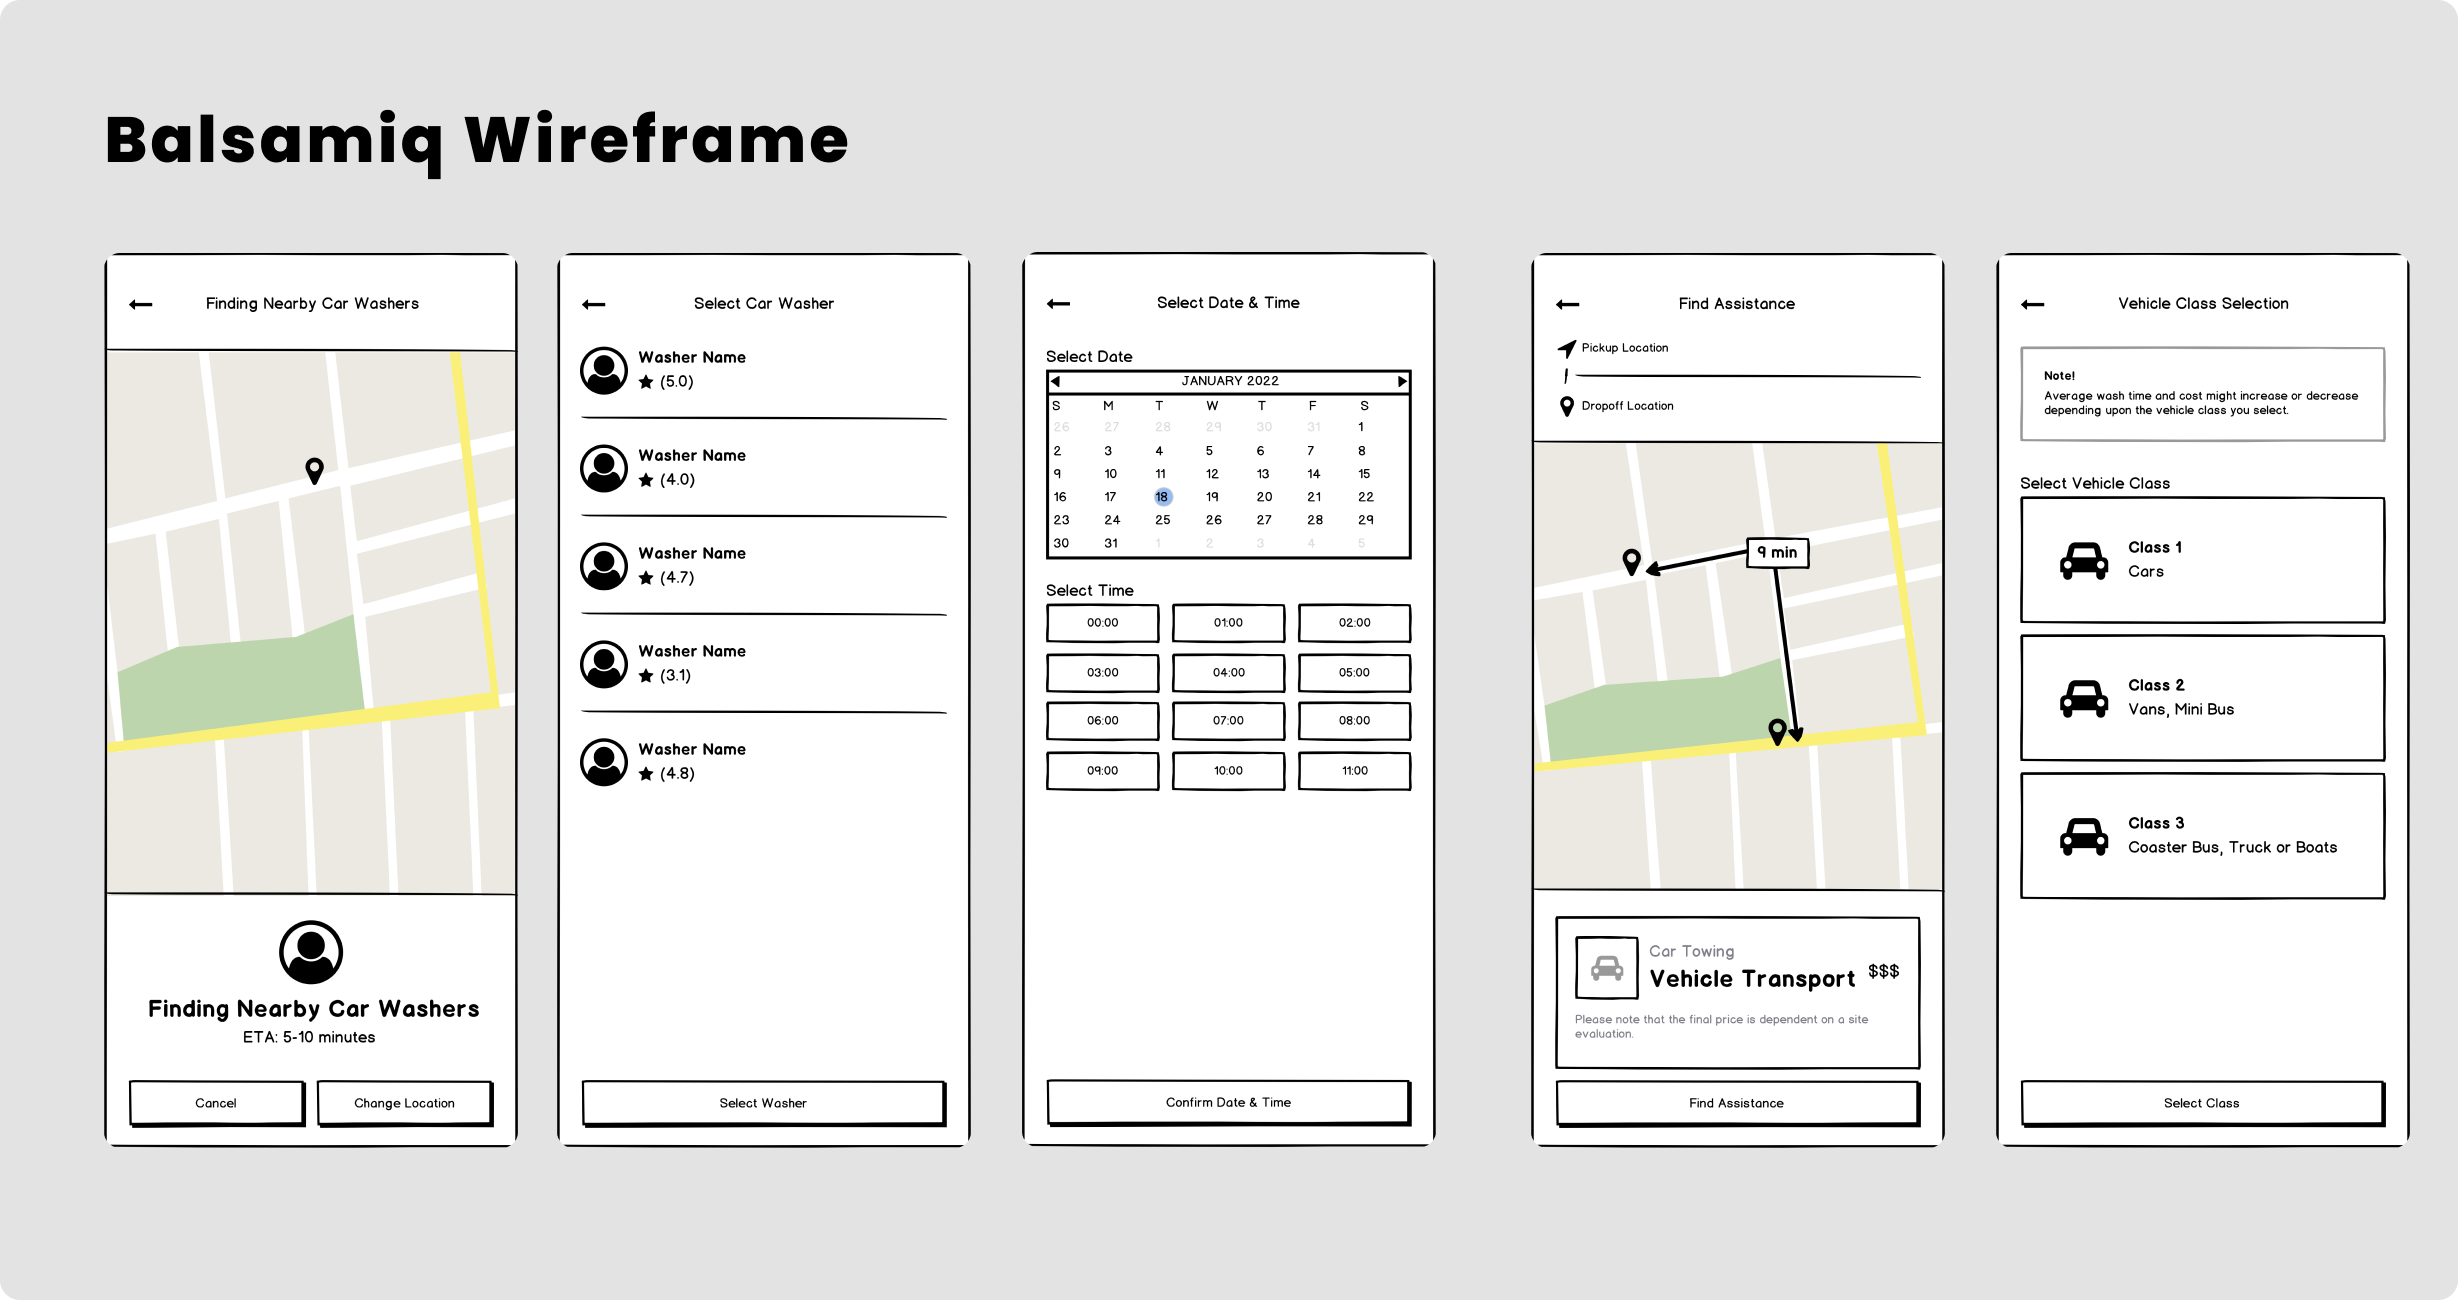 Balsamiq Wireframe
Finding Nearby Car Washers
Finding Nearby Car Washers
ETA: 5-10 minutes
Cancel
Change Location
Select Car Washer
Washer Name
(5.0)
Washer Name
(4.0)
Washer Name
(4.7)
Washer Name
(3.1)
Washer Name
(4.8)
Select Washer
Select Date & Time
Select Date
JANUARY 2022
S M T W T F S
26 27 28 29 30 31 1
2 3 4 5 6 7 8
9 10 11 12 13 14 15
16 17 18 19 20 21 22
23 24 25 26 27 28 29
30 31 1 2 3 4 5
Select Time
00:00 01:00 02:00
03:00 04:00 05:00
06:00 07:00 08:00
09:00 10:00 11:00
Confirm Date & Time
Find Assistance
Pickup Location
Dropoff Location
9 min
Car Towing
Vehicle Transport $$$
Please note that the final price is dependent on a site
evaluation.
Find Assistance
Vehicle Class Selection
Note!
Average wash time and cost might increase or decrease
depending upon the vehicle class you select.
Select Vehicle Class
Class 1
Cars
Class 2
Vans, Mini Bus
Class 3
Coaster Bus, Truck or Boats
Select Class